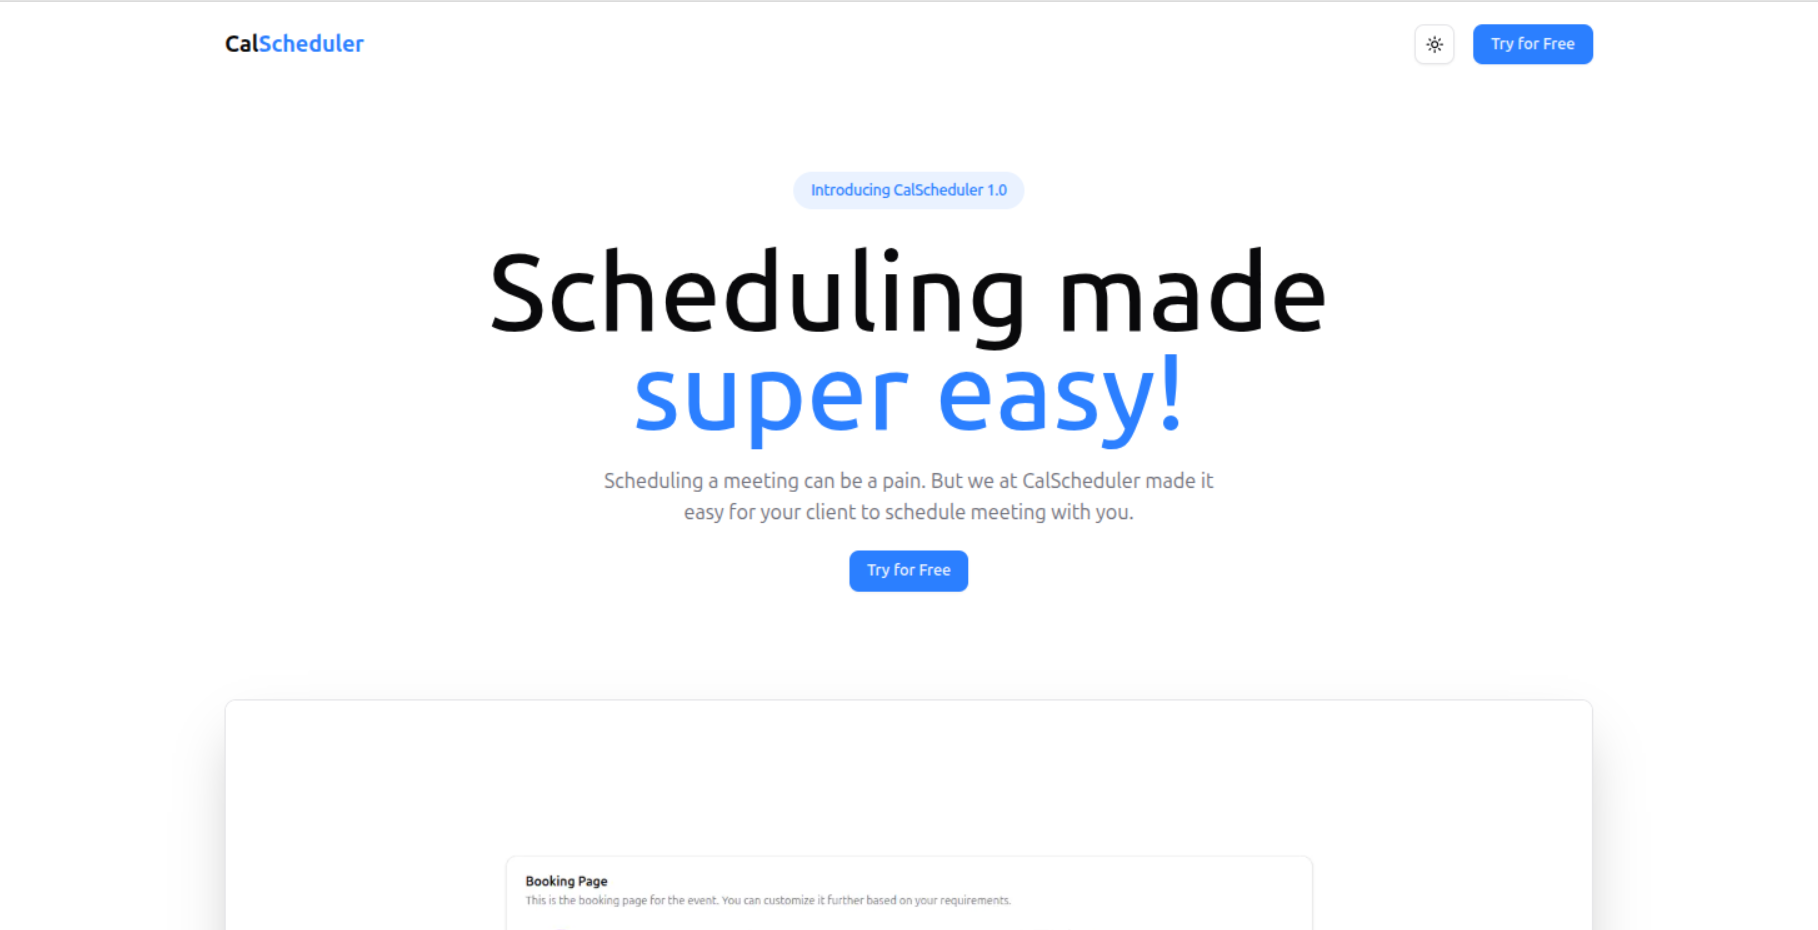 CalScheduler
Try for Free
Introducing CalScheduler 1.0
Scheduling made
super easy!
Scheduling a meeting can be a pain. But we at CalScheduler made it
easy for your client to schedule meeting with you.
Try for Free
Booking Page
This is the booking page for the event. You can customize it further based on your requirements.